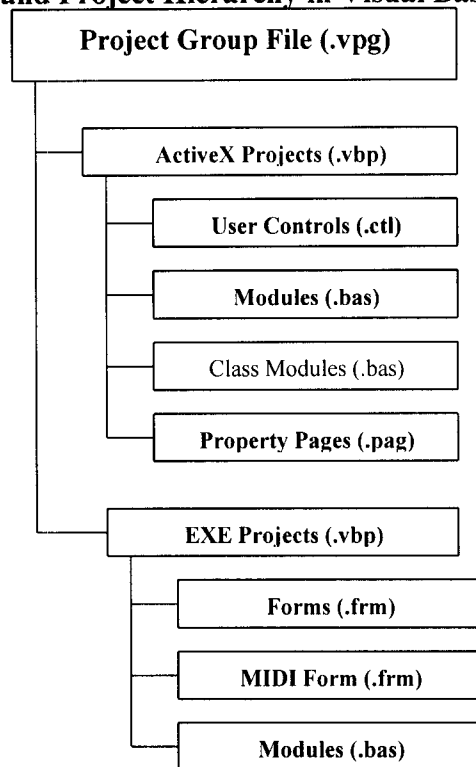 and Project Hierarchy in Visual Bas
Project Group File (.vpg)
ActiveX Projects (.vbp)
User Controls (.ctl)
Modules (.bas)
Class Modules (.bas)
Property Pages (.pag)
EXE Projects (.vbp)
Forms (.frm)
MIDI Form (.frm)
Modules (.bas)